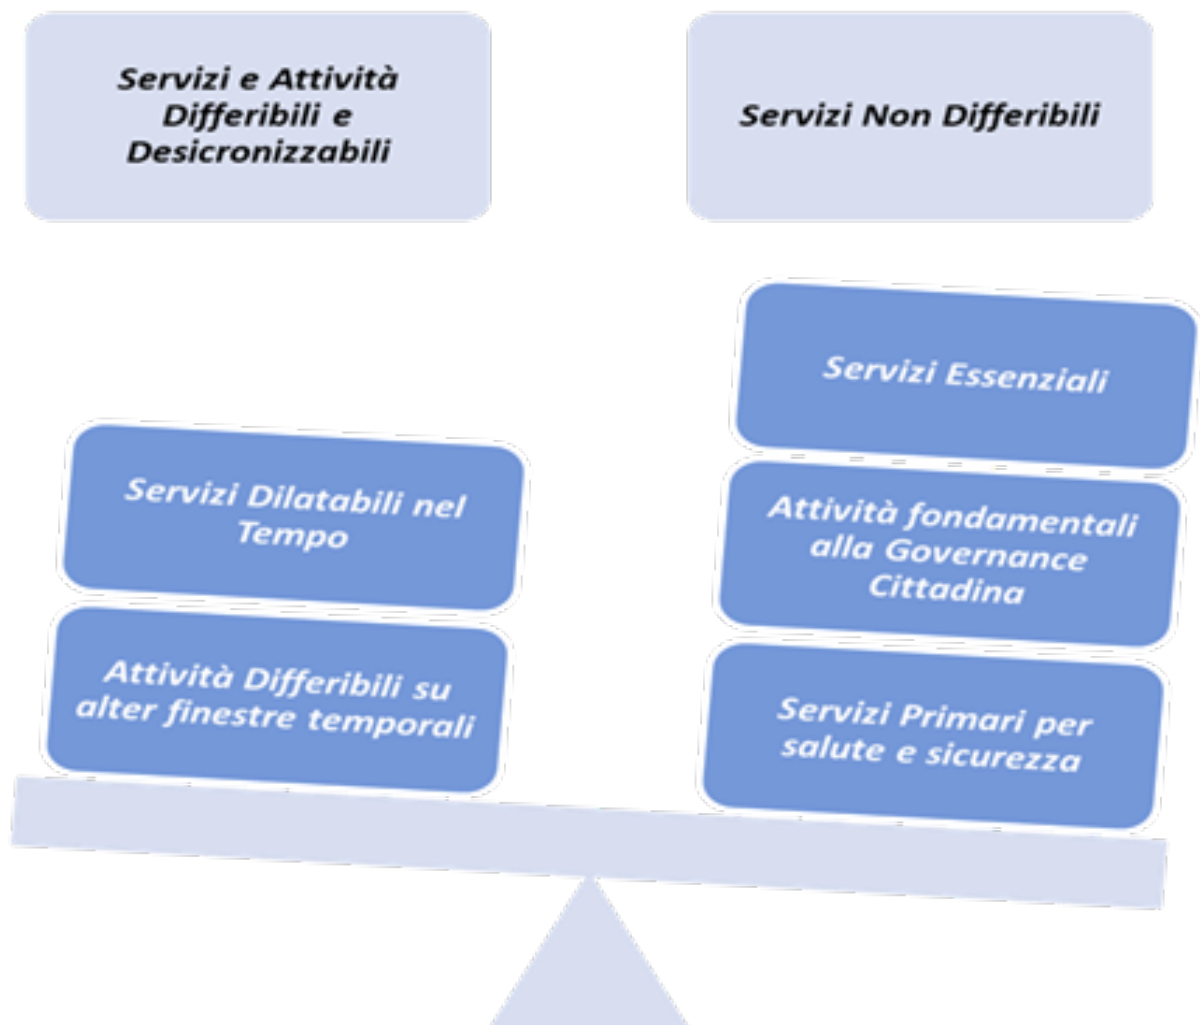 Servizi e Attività
Differibili e
Desicronizzabili
Servizi Non Differibili
Servizi Dilatabili nel
Tempo
Attività Differibili su
alter finestre temporali
Servizi Essenziali
Attività fondamentali
alla Governance
Cittadina
Servizi Primari per
salute e sicurezza